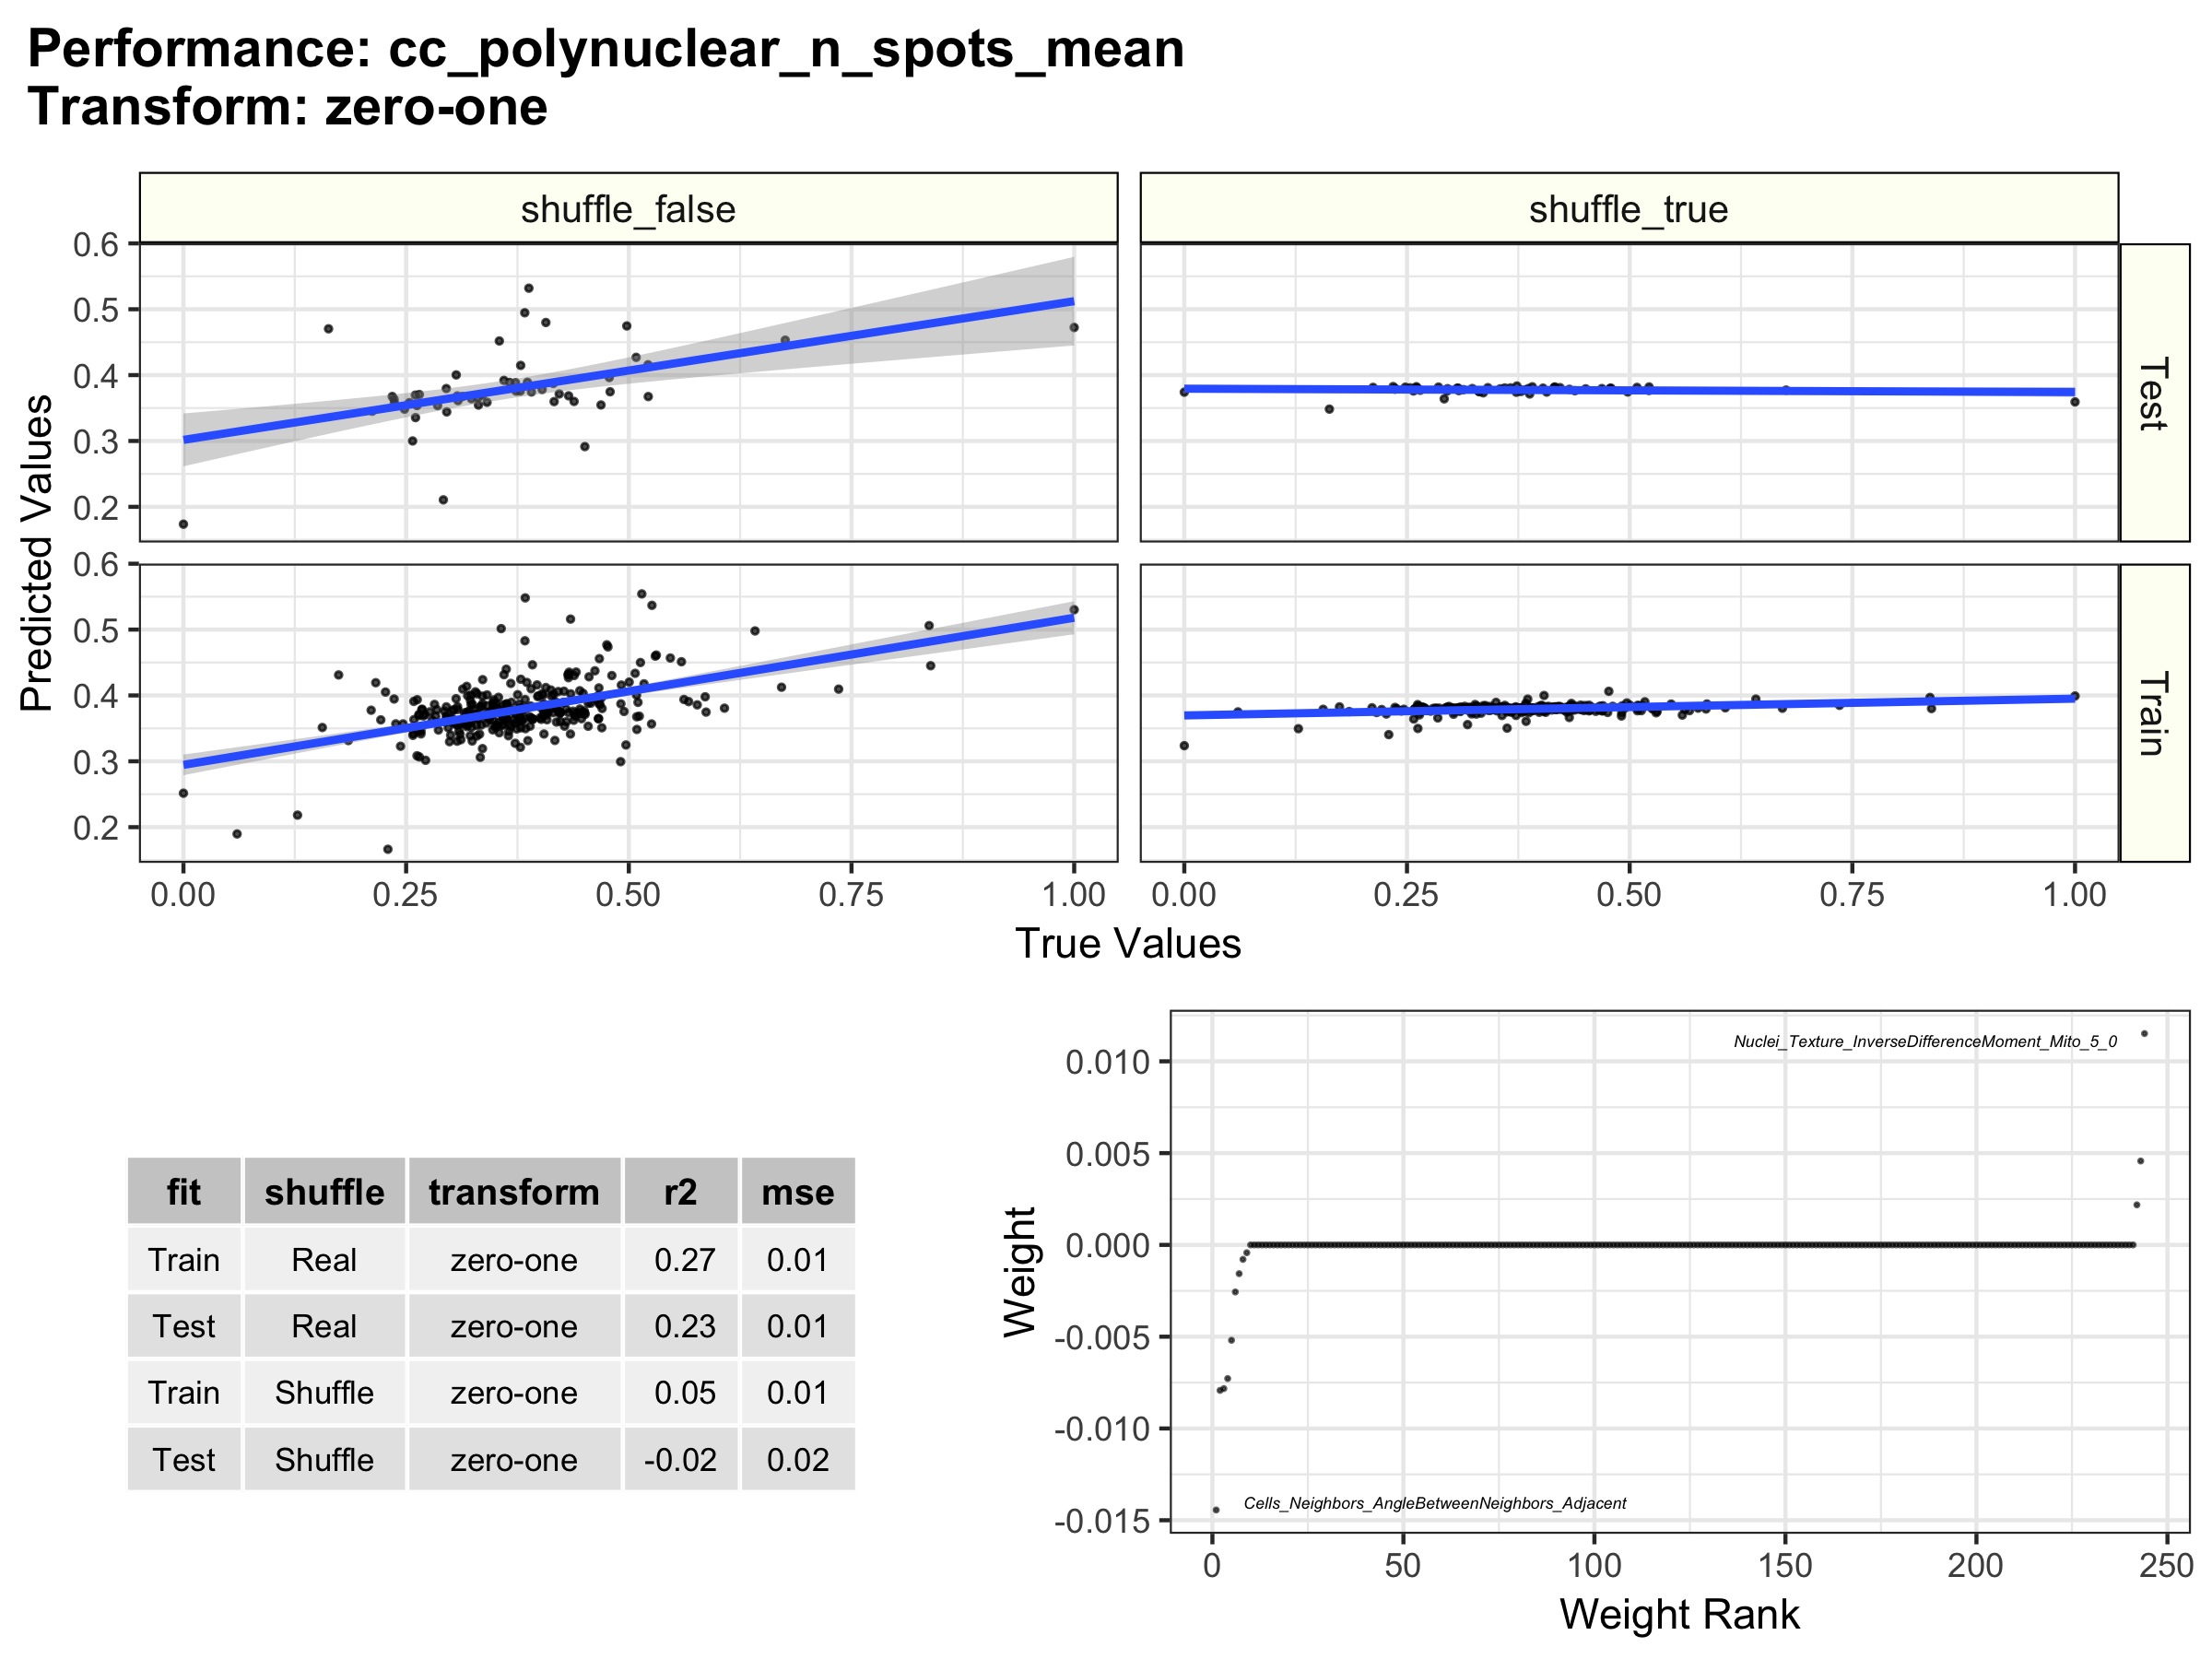 Performance: cc_polynuclear_n_spots_mean
Transform: zero-one
shuffle_false
shuffle_true
0.6
0.5
0.4
0.3
0.2
Test
0.6
0.5
0.4
0.3
0.2
Train
Predicted Values
0.00 0.25 0.50 0.75 1.00
0.00 0.25 0.50 0.75 1.00
True Values
fit shuffle transform r2 mse
Train Real zero-one 0.27 0.01
Test Real zero-one 0.23 0.01
Train Shuffle zero-one 0.05 0.01
Test Shuffle zero-one -0.02 0.02
Nuclei_Texture_InverseDifferenceMoment_Mito_5_0
0.010
0.005
0.000
-0.005
-0.010
-0.015
Weight
Cells_Neighbors_AngleBetweenNeighbors_Adjacent
0 50 100 150 200 250
Weight Rank